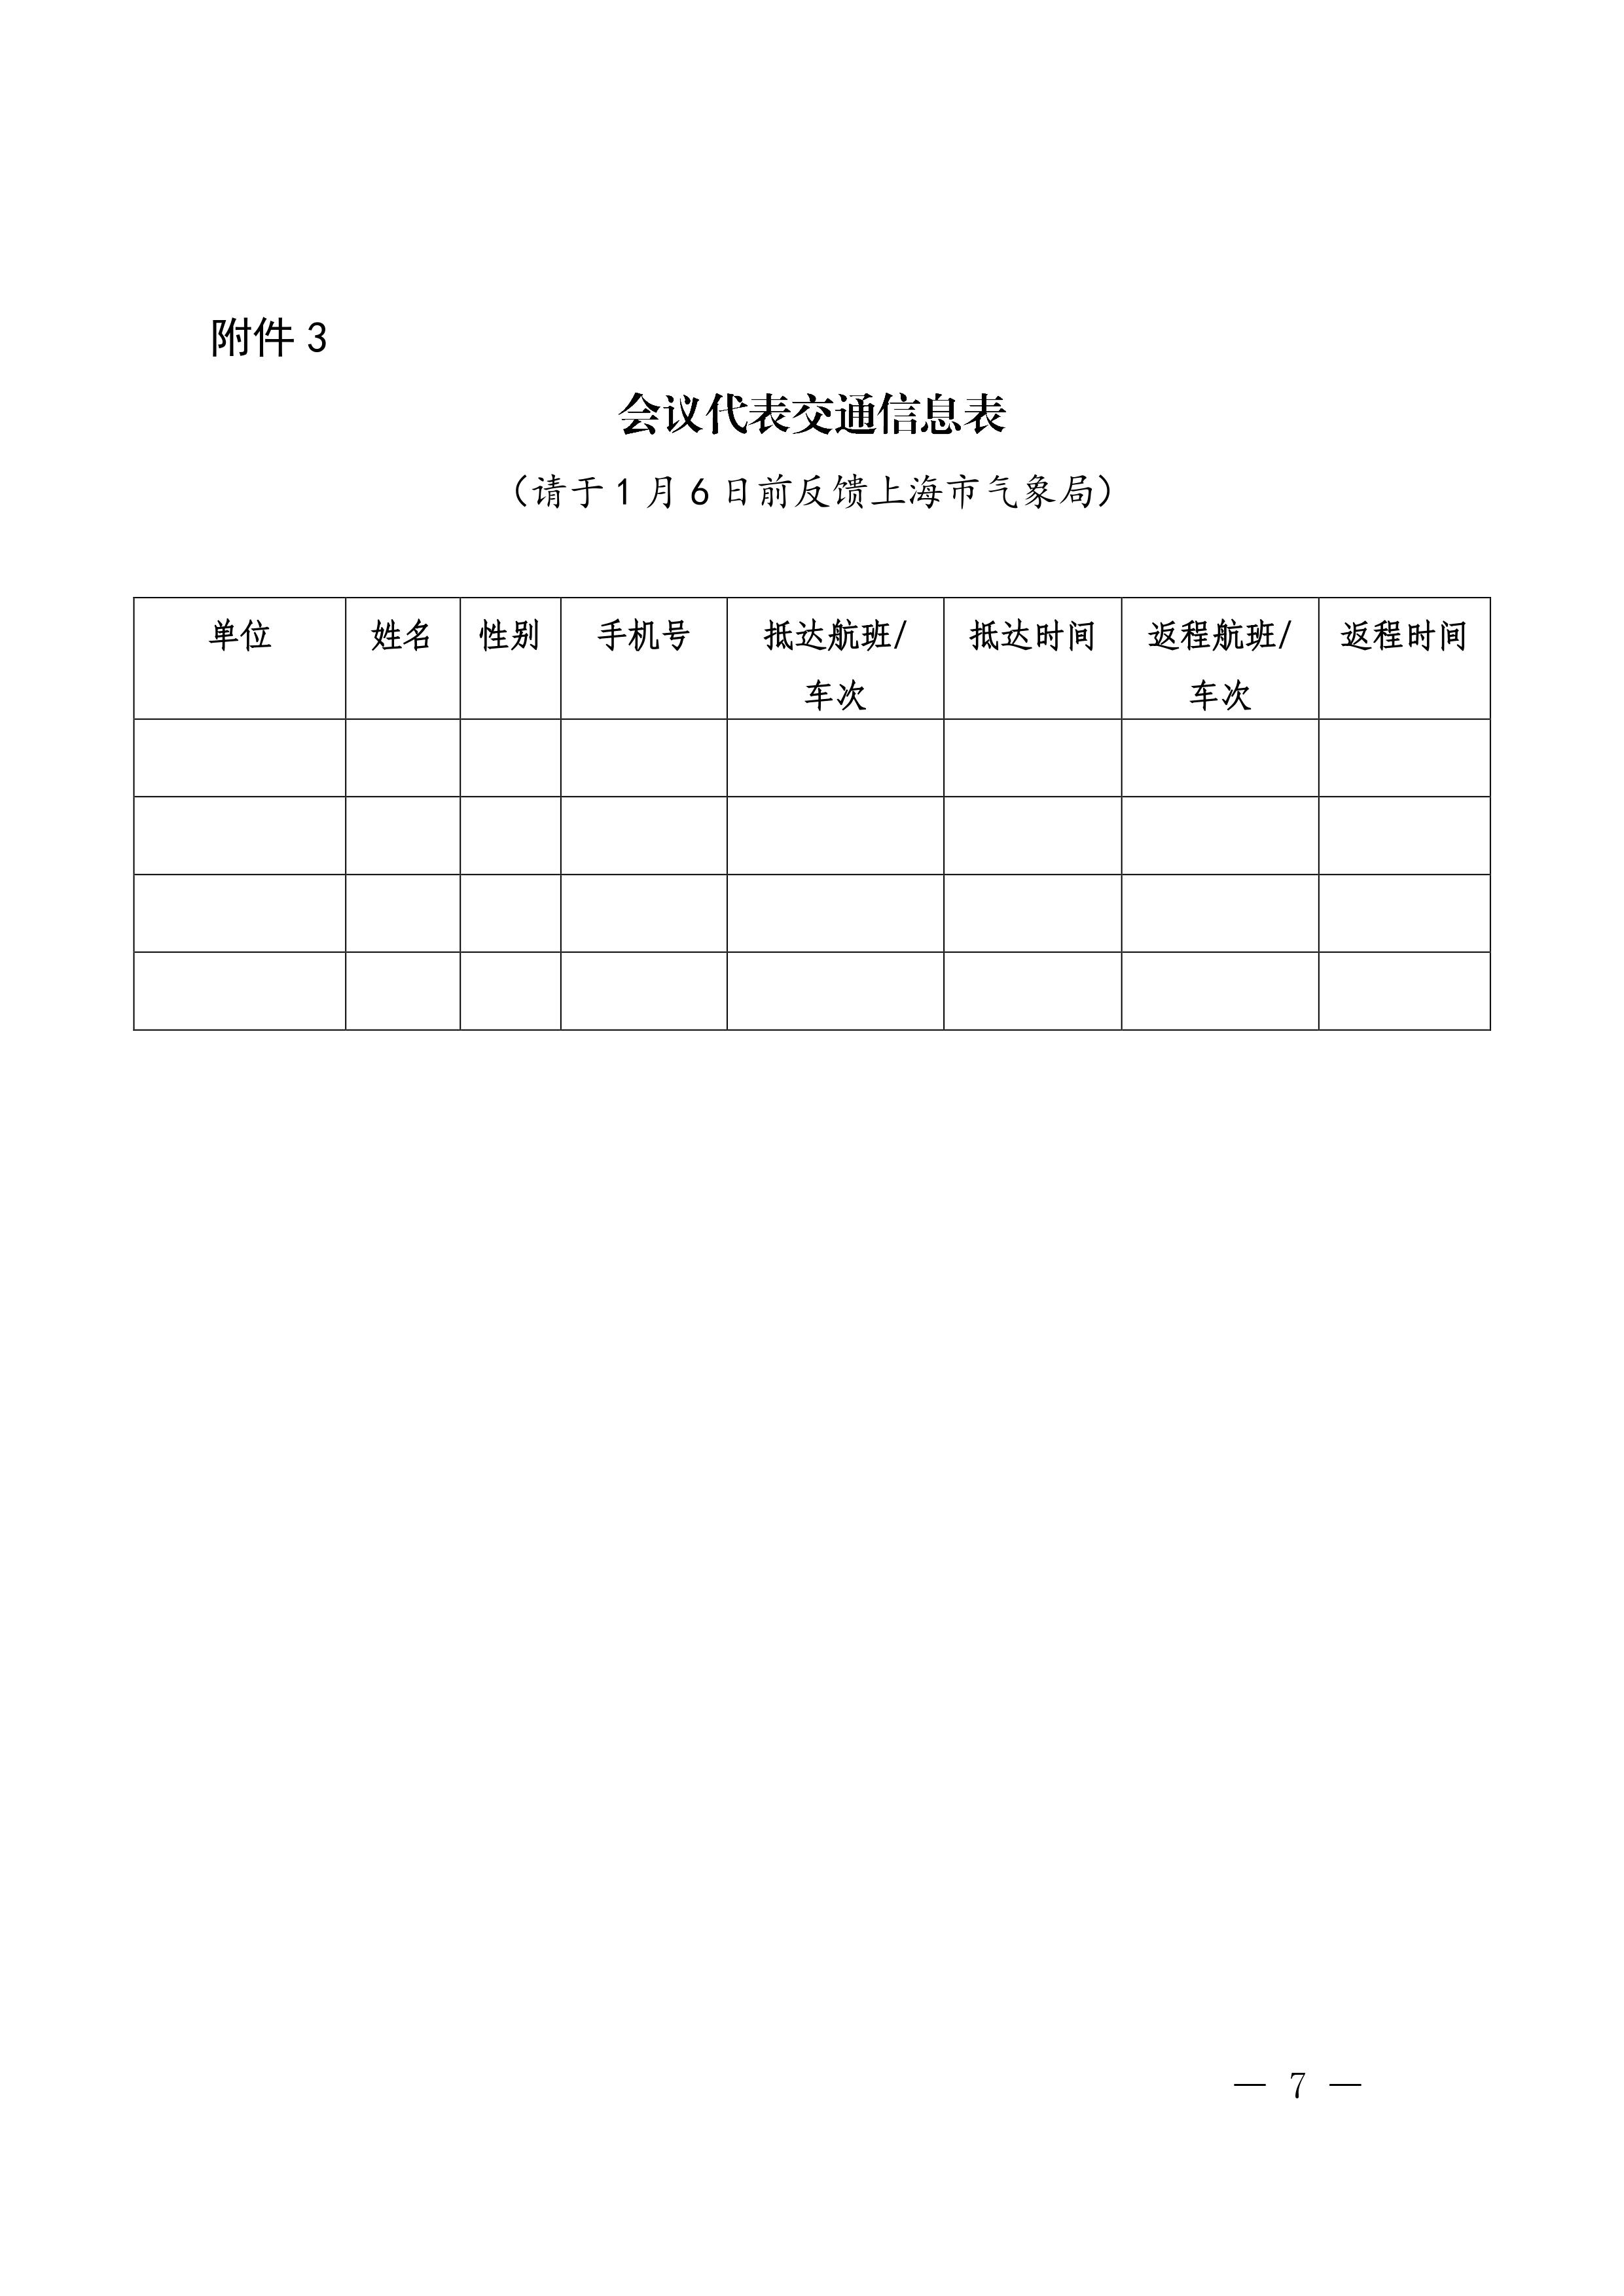 附件 3
会议代表交通信息表
（请于 1 月 6 日前反馈上海市气象局）
单位 姓名 性别 手机号 抵达航班/ 抵达时间 返程航班/ 返程时间
车次 车次
— 7 —